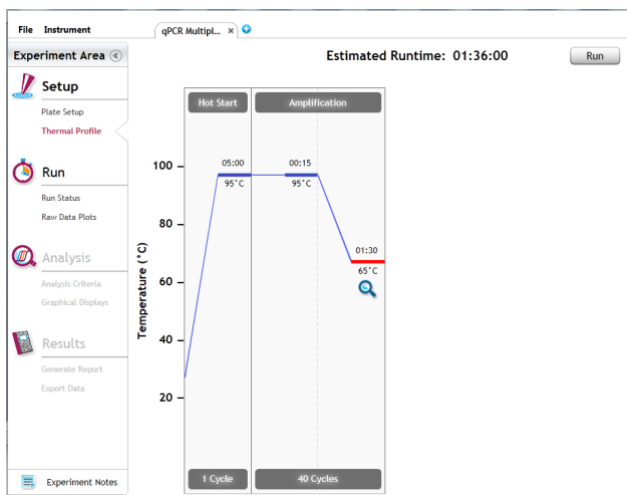 File Instrument
qPCR Multipl... ×
Experiment Area
Estimated Runtime: 01:36:00
Run
Setup
Plate Setup
Thermal Profile
Run
Run Status
Raw Data Plots
Analysis
Analysis Criteria
Graphical Displays
Results
Generate Report
Export Data
Experiment Notes
Hot Start
Amplification
Temperature (°C)
100
80
60
40
20
05:00
95°C
00:15
95°C
01:30
65°C
1 Cycle
40 Cycles